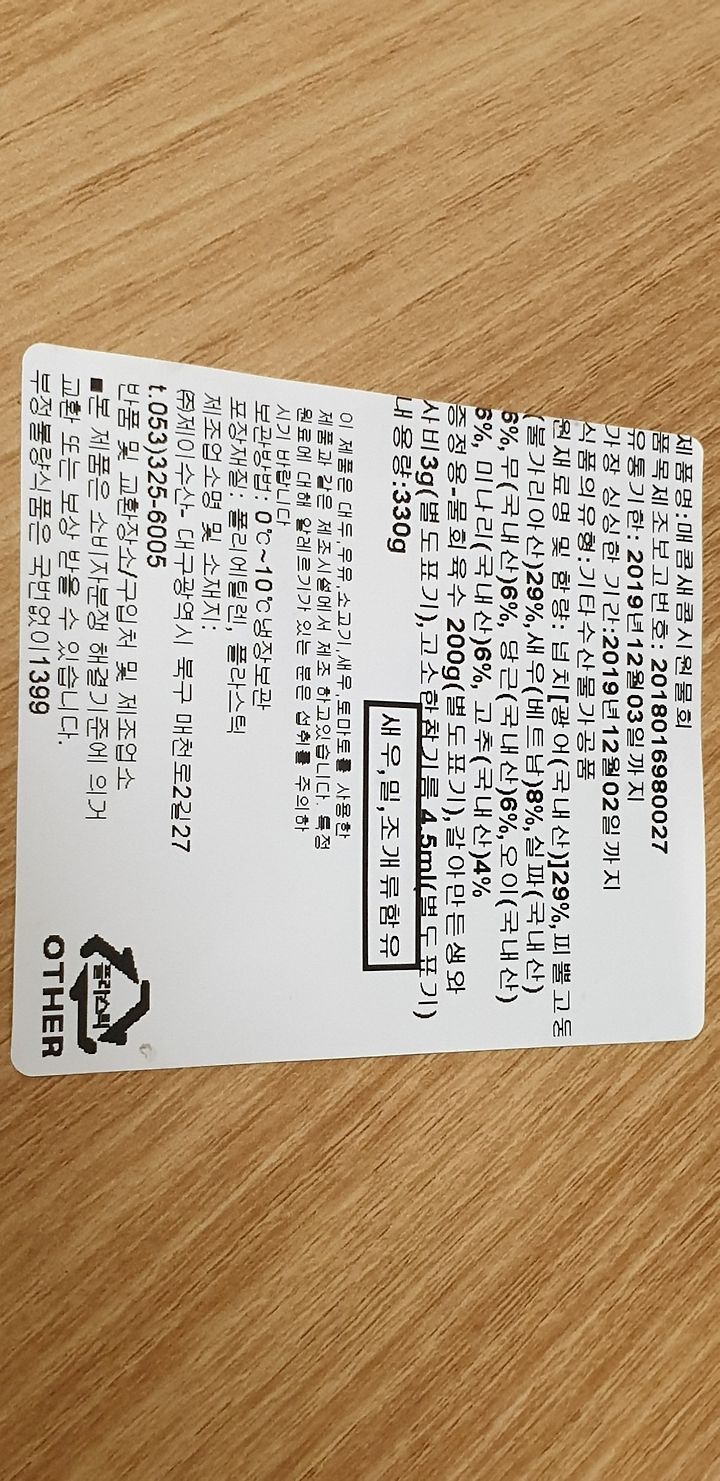 제품명:매콤새콤시원물회
품목제조보고번호: 2018016980027
유통기한: 2019년12월03일까지
가장 싱싱한 기간:2019년12월02일까지
식품의유형:기타수산물가공품
원재료명 및 함량: 넙치[광어(국내산)]29%,피뿔고둥
(불가리아산)29%,새우(베트남)8%,실파(국내산)
6%,무(국내산)6%, 당근(국내산)6%,오이(국내산)
6%, 미나리(국내산)6%, 고추(국내산)4%
증정용-물회육수 200g(별도표기),갈아만든생와
사비3g(별도표기),고소한참기름 4.5ml(별도표기)
내용량:330g
새우,밀,조개류함유
이 제품은 대두,우유,소고기,새우,토마토를 사용한
제품과 같은 제조시설에서 제조 하고있습니다. 특정
원료에 대해 알레르기가 있는 분은 섭취를 주의하
시기 바랍니다
보관방법: 0℃~10℃냉장보관
포장재질: 폴리에틸렌, 플라스틱
제조업소명 및 소재지:
㈜제이수산- 대구광역시 북구 매천로2길27
t.053)325-6005
반품 및 교환장소/구입처 및 제조업소
■본 제품은 소비자분쟁 해결기준에 의거
교환 또는 보상 받을 수 있습니다.
부정불량식품은 국번없이1399
플라스틱
OTHER